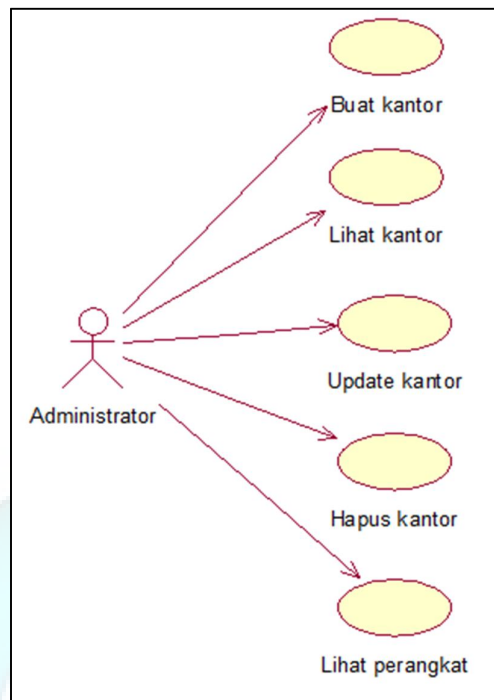 Buat kantor
Lihat kantor
Update kantor
Administrator
Hapus kantor
Lihat perangkat